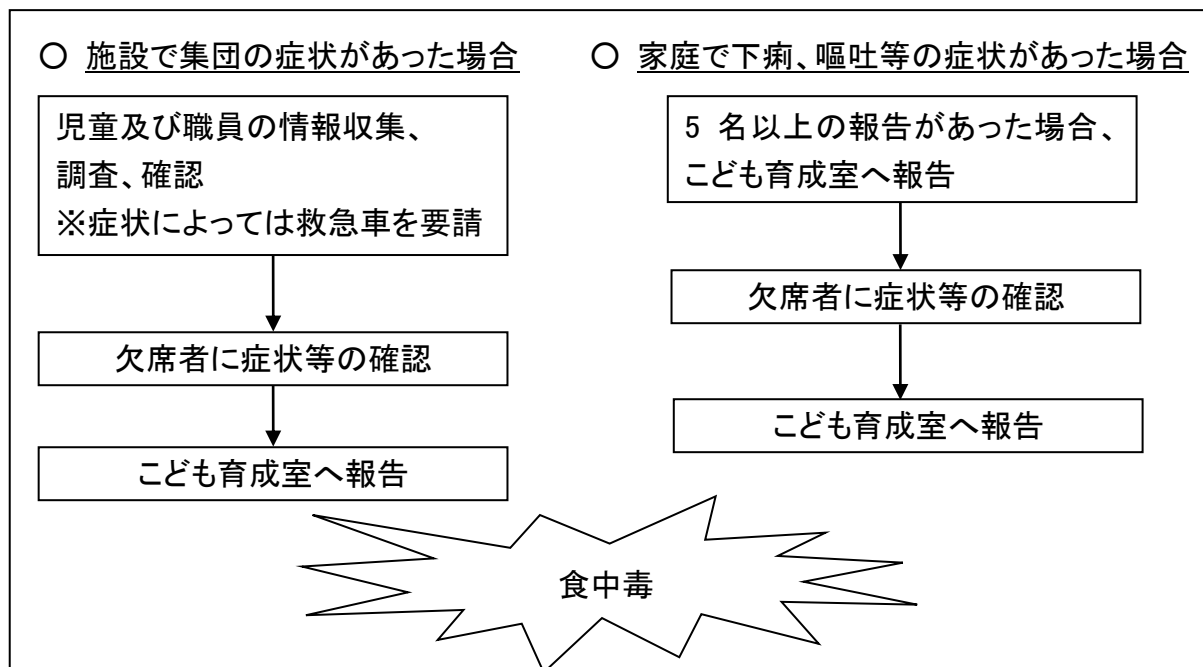 ○ 施設で集団の症状があった場合
児童及び職員の情報収集、
調査、確認
※症状によっては救急車を要請
欠席者に症状等の確認
こども育成室へ報告
○ 家庭で下痢、嘔吐等の症状があった場合
5 名以上の報告があった場合、
こども育成室へ報告
欠席者に症状等の確認
こども育成室へ報告
食中毒